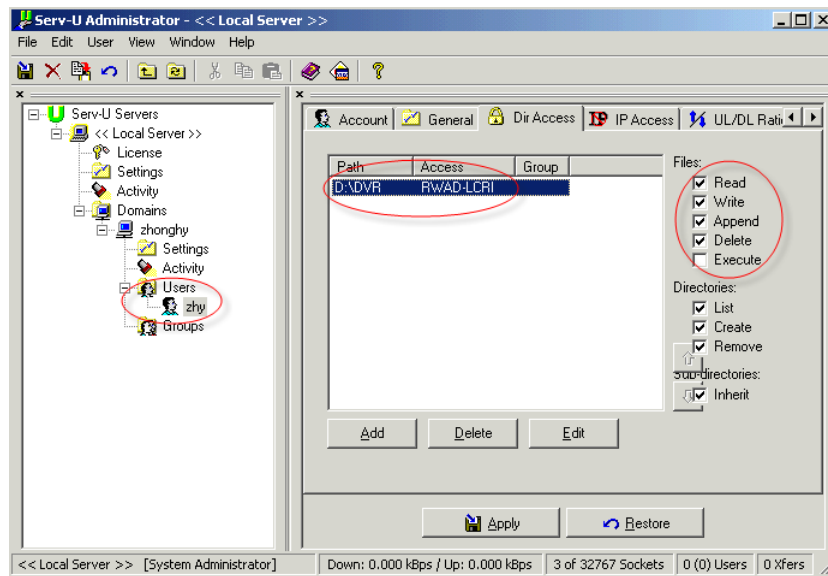 Serv-U Administrator - << Local Server >>
File Edit User View Window Help
Serv-U Servers
<< Local Server >>
License
Settings
Activity
Domains
zhonghy
Settings
Activity
Users
zhy
Groups
Account General Dir Access IP Access UL/DL
Path Access Group
D:\DVR RWAD-LCRI
Files:
Read
Write
Append
Delete
Execute
Directories:
List
Create
Remove
Sub-directories:
Inherit
Add Delete Edit
Apply Restore
<< Local Server >> [System Administrator] Down: 0.000 kBps / Up: 0.000 kBps 3 of 32767 Sockets 0 (0) Users 0 Xfers